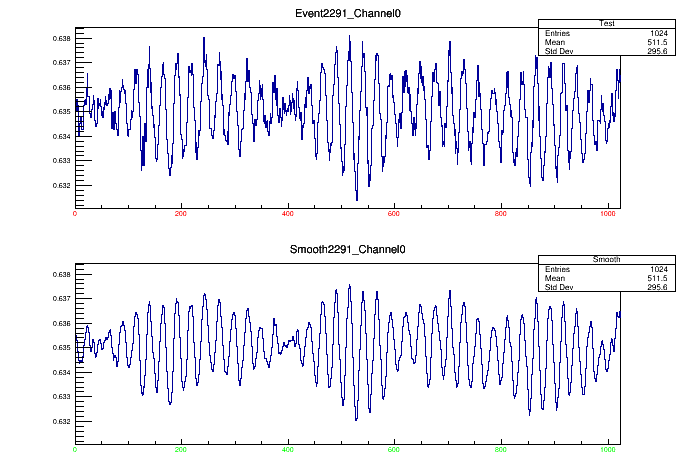 Event2291_Channel0
Test
Entries 1024
Mean 511.5
Std Dev 295.6
0.638
0.637
0.636
0.635
0.634
0.633
0.632
0 200 400 600 800 1000
Smooth2291_Channel0
Smooth
Entries 1024
Mean 511.5
Std Dev 295.6
0.638
0.637
0.636
0.635
0.634
0.633
0.632
0 200 400 600 800 1000